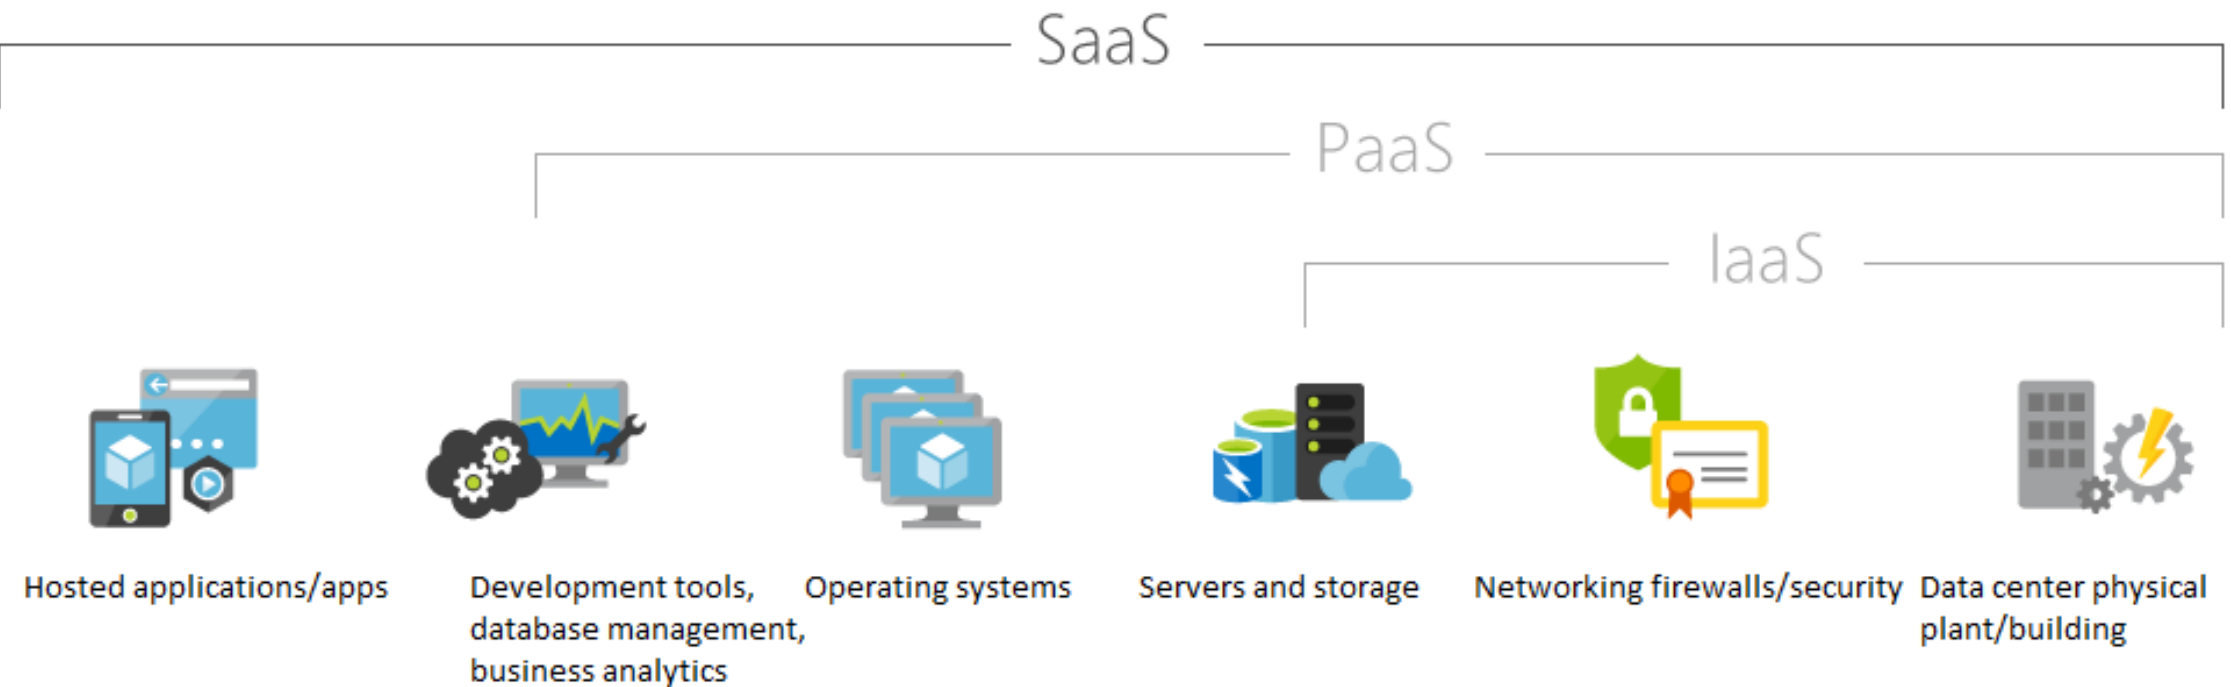 SaaS
PaaS
IaaS
Hosted applications/apps
Development tools,
database management,
business analytics
Operating systems
Servers and storage
Networking firewalls/security
Data center physical
plant/building